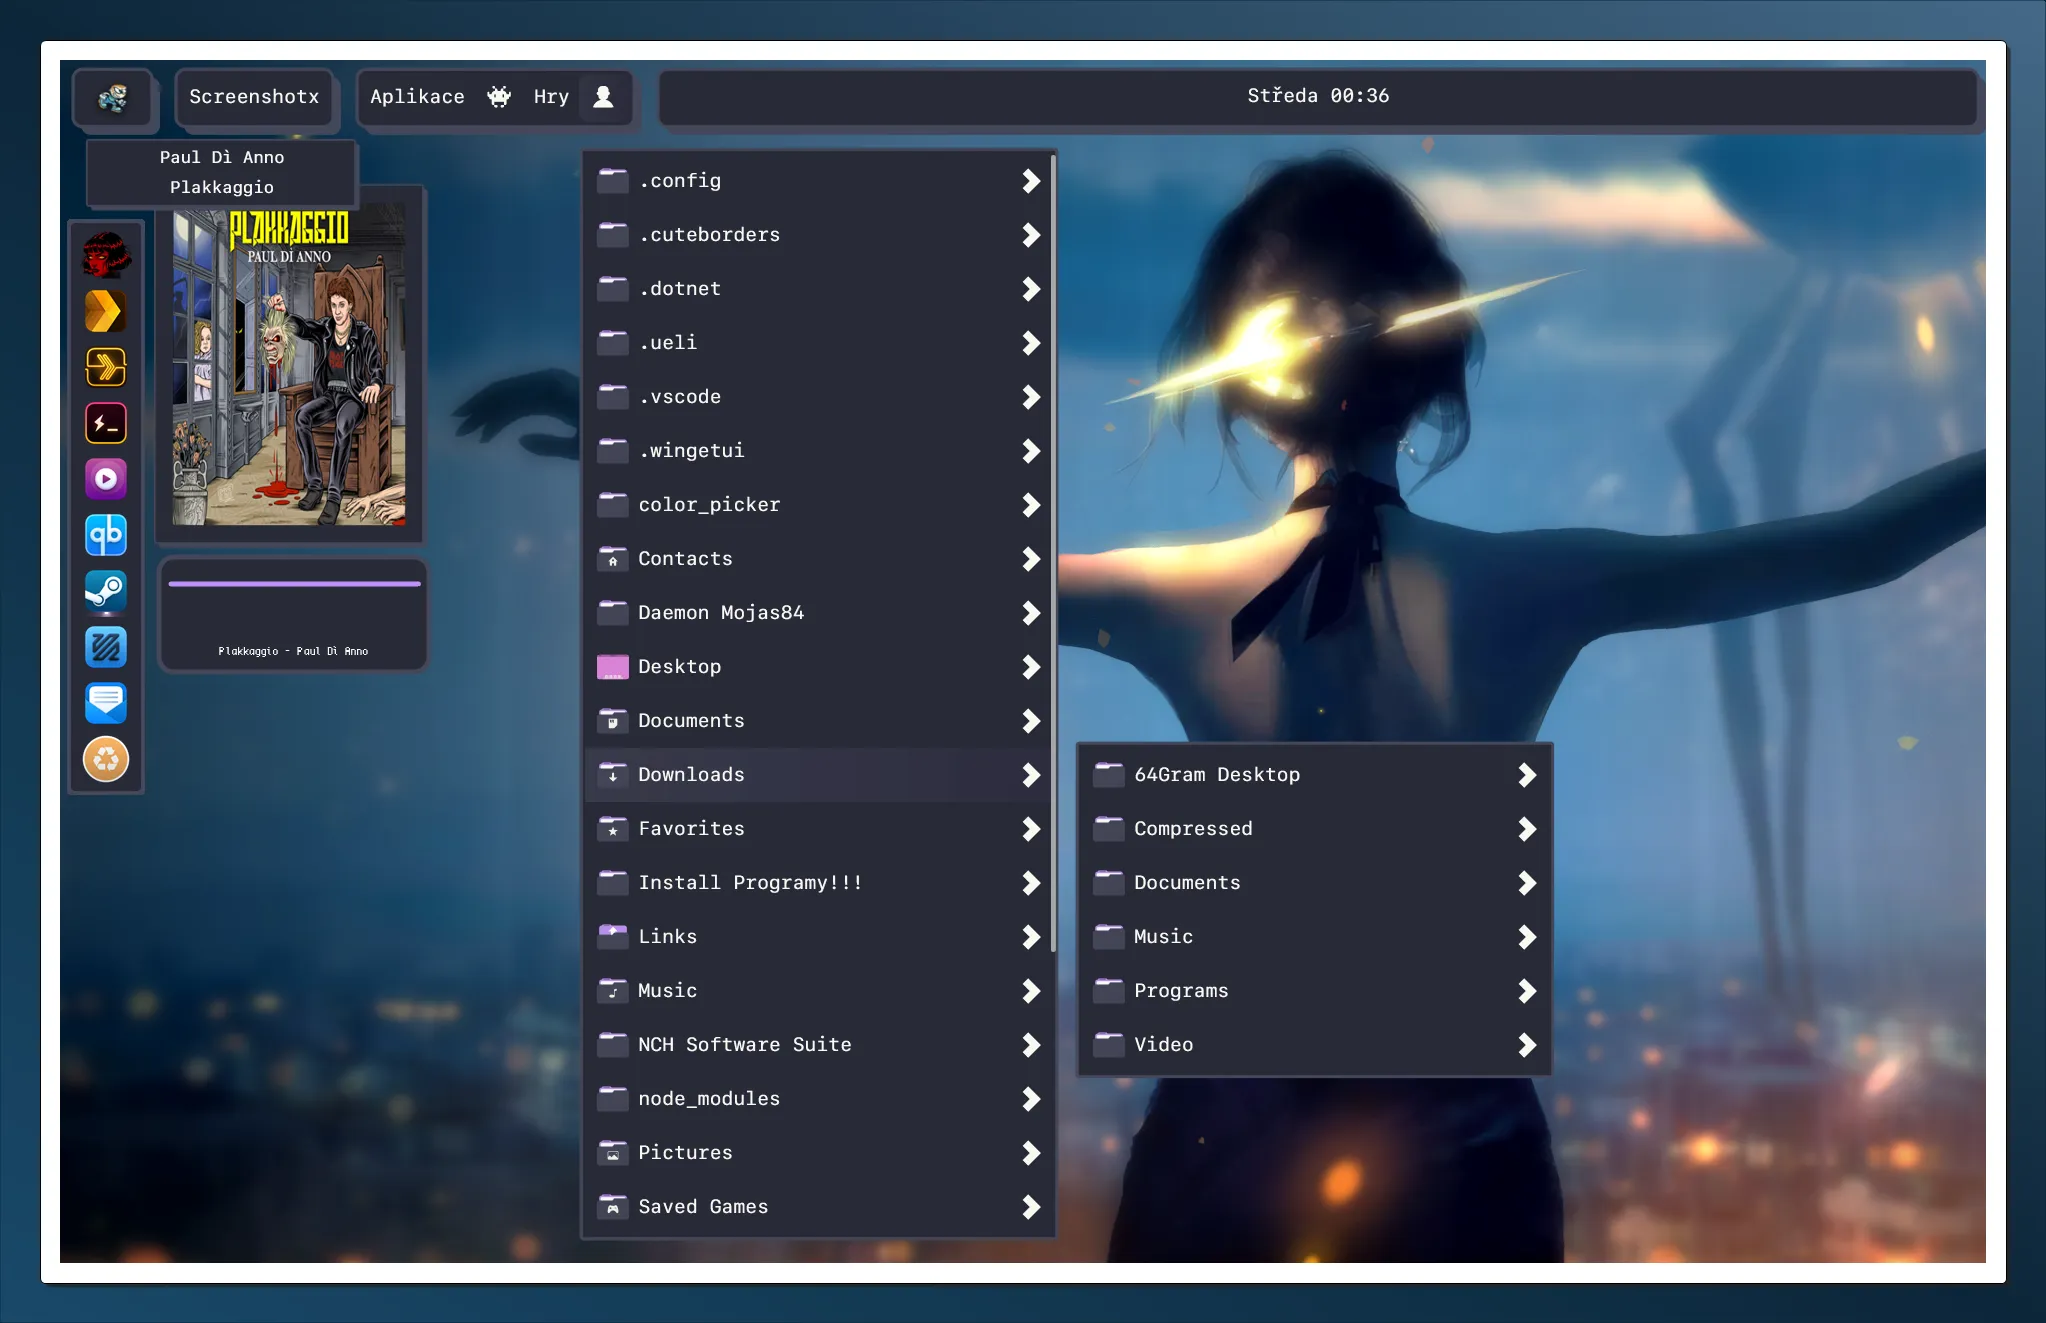 Screenshotx
Aplikace
Hry
Středa 00:36
Paul Dì Anno
Plakkaggio
PLAKKAGGIO
PAUL DÌ ANNO
qb
Plakkaggio - Paul Dì Anno
.config
.cuteborders
.dotnet
.ueli
.vscode
.wingetui
color_picker
Contacts
Daemon Mojas84
Desktop
Documents
Downloads
Favorites
Install Programy!!!
Links
Music
NCH Software Suite
node_modules
Pictures
Saved Games
64Gram Desktop
Compressed
Documents
Music
Programs
Video